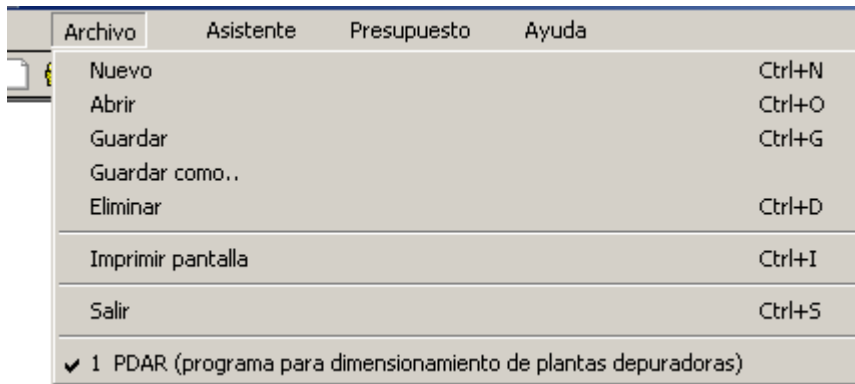 Archivo Asistente Presupuesto Ayuda
Nuevo Ctrl+N
Abrir Ctrl+O
Guardar Ctrl+G
Guardar como..
Eliminar Ctrl+D
Imprimir pantalla Ctrl+I
Salir Ctrl+S
✔ 1 PDAR (programa para dimensionamiento de plantas depuradoras)